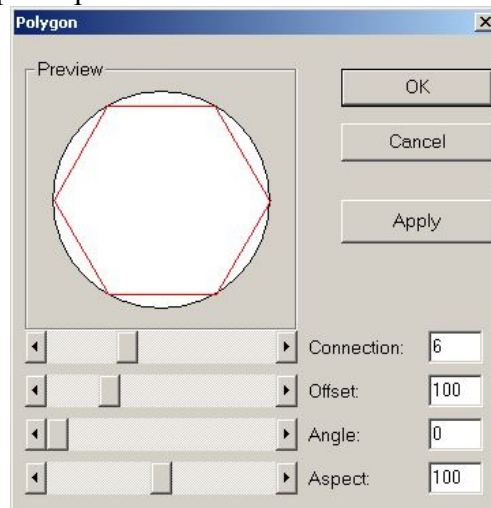 Polygon
Preview
OK
Cancel
Apply
Connection: 6
Offset: 100
Angle: 0
Aspect: 100